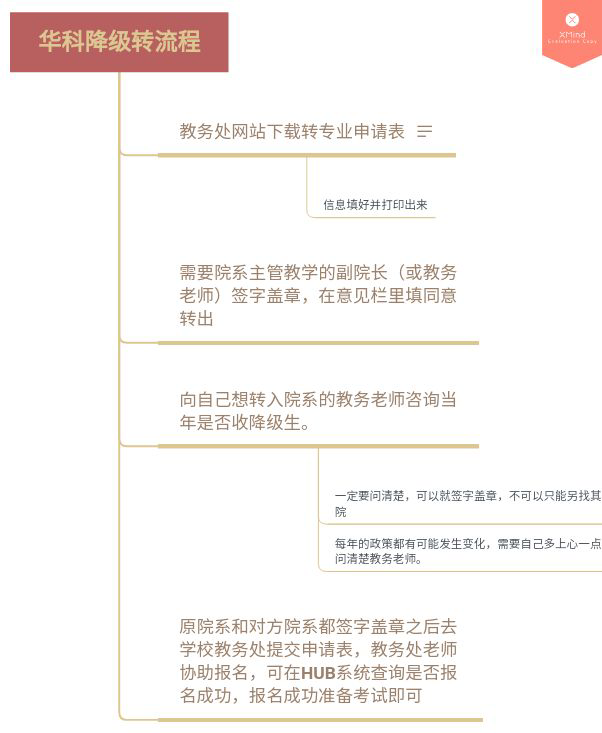 华科降级转流程
XMind
Evaluation Copy
教务处网站下载转专业申请表
信息填好并打印出来
需要院系主管教学的副院长（或教务
老师）签字盖章，在意见栏里填同意
转出
向自己想转入院系的教务老师咨询当
年是否收降级生。
一定要问清楚，可以就签字盖章，不可以只能另找其
院
每年的政策都有可能发生变化，需要自己多上心一点
问清楚教务老师。
原院系和对方院系都签字盖章之后去
学校教务处提交申请表，教务处老师
协助报名，可在HUB系统查询是否报
名成功，报名成功准备考试即可